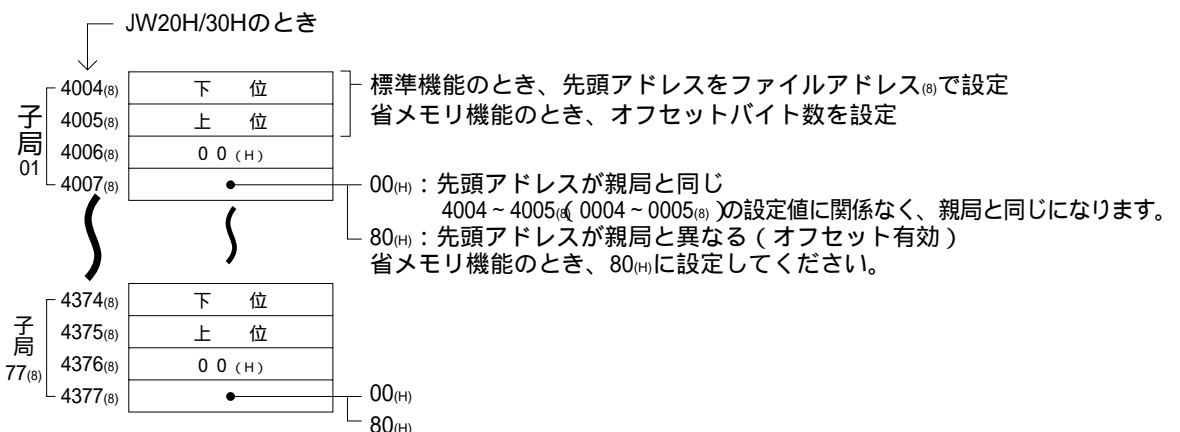 JW20H/30Hのとき
4004(8) 下 位
標準機能のとき、先頭アドレスをファイルアドレス(8)で設定
4005(8) 上 位
省メモリ機能のとき、オフセットバイト数を設定
子局01
4006(8) 00(H)
4007(8)
00(H):先頭アドレスが親局と同じ
4004~4005(8)( 0004~0005(8) )の設定値に関係なく、親局と同じになります。
80(H):先頭アドレスが親局と異なる(オフセット有効)
省メモリ機能のとき、80(H)に設定してください。
4374(8) 下 位
子局77(8)
4375(8) 上 位
4376(8) 00(H)
4377(8)
00(H)
80(H)